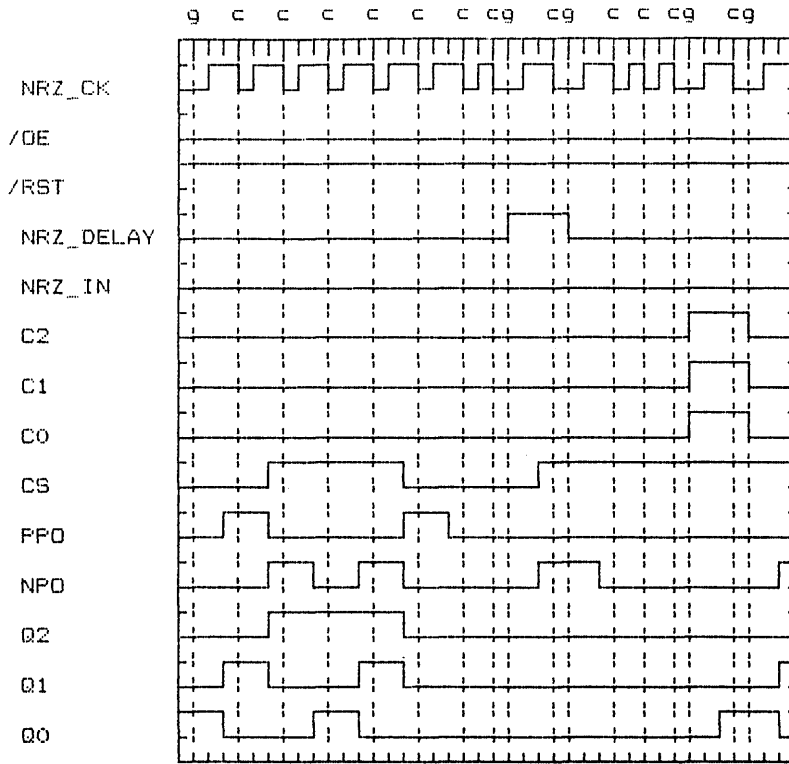 g c c c c c c cg cg c c cg cg
NRZ_CK
/OE
/RST
NRZ_DELAY
NRZ_IN
C2
C1
C0
CS
PPO
NPO
Q2
Q1
Q0